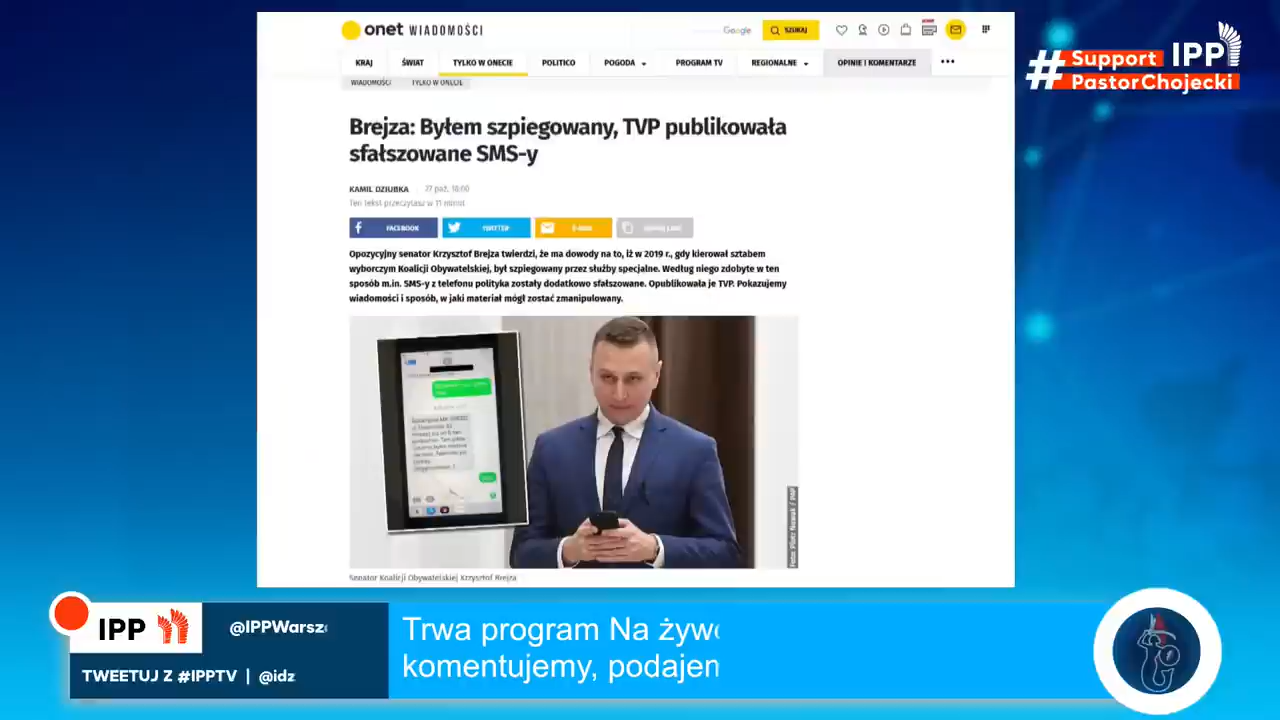 onet WIADOMOŚCI
Google
SZUKAJ
KRAJ ŚWIAT TYLKO W ONECIE POLITICO POGODA PROGRAM TV REGIONALNE OPINIE I KOMENTARZE
WIADOMOŚCI TYLKO W ONECIE
# Support IPP
PastorChojecki
Brejza: Byłem szpiegowany, TVP publikowała
sfałszowane SMS-y
KAMIL DZIUBKA 27 paź, 18:00
Ten tekst przeczytasz w 11 minut
FACEBOOK TWITTER E-MAIL
Opozycyjny senator Krzysztof Brejza twierdzi, że ma dowody na to, iż w 2019 r., gdy kierował sztabem
wyborczym Koalicji Obywatelskiej, był szpiegowany przez służby specjalne. Według niego zdobyte w ten
sposób m.in. SMS-y z telefonu polityka zostały dodatkowo sfałszowane. Opublikowała je TVP. Pokazujemy
wiadomości i sposób, w jaki materiał mógł zostać zmanipulowany.
Foto: Piotr Nowak / PAP
Senator Koalicji Obywatelskiej Krzysztof Brejza
IPP
@IPPWarsz
TWEETUJ Z #IPPTV | @idz
Trwa program Na żywo
komentujemy, podajem